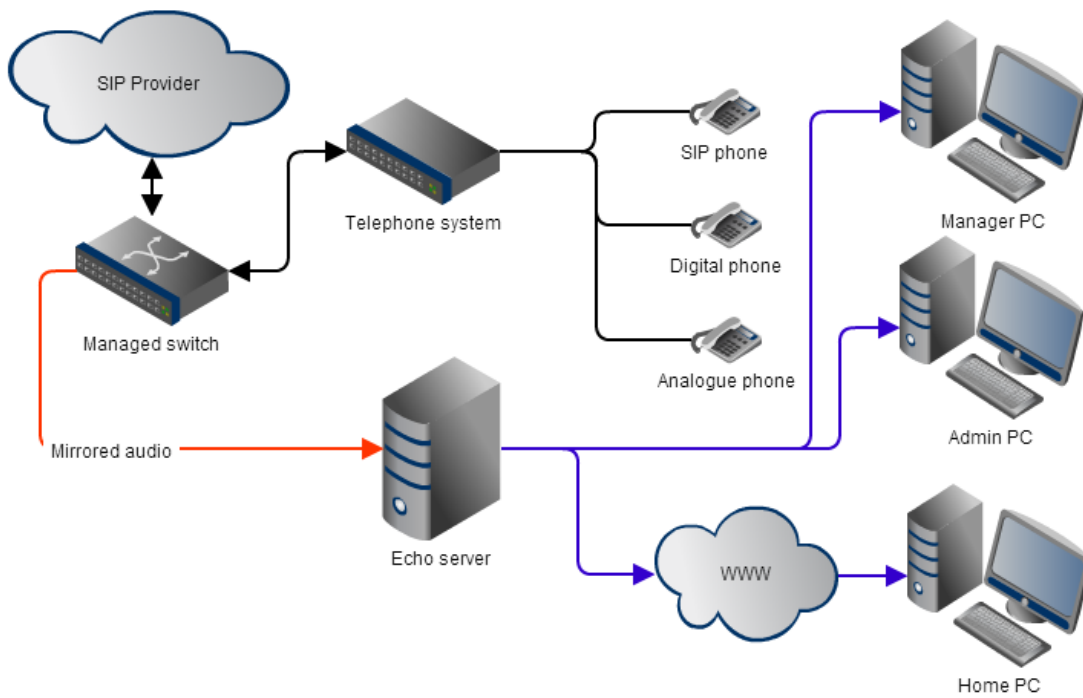 SIP Provider
SIP phone
Manager PC
Telephone system
Digital phone
Managed switch
Analogue phone
Admin PC
Mirrored audio
Echo server
WWW
Home PC